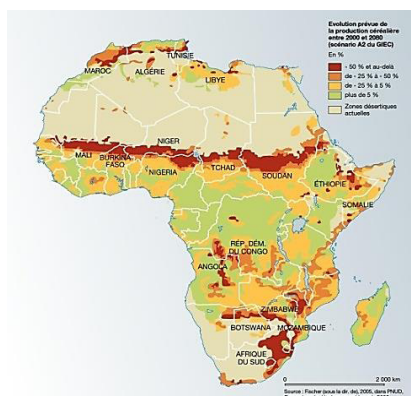 Evolution prévue de
la production céréalière
entre 2000 et 2080
(scénario A2 du GIEC)
En %
- 50 % et au-delà
de - 25 % à - 50 %
de - 25 % à 5 %
plus de 5 %
Zones désertiques
actuelles
TUNISIE
MAROC
ALGÉRIE
LIBYE
NIGER
MALI
BURKINA
FASO
NIGERIA
TCHAD
SOUDAN
ÉTHIOPIE
SOMALIE
RÉP. DÉM.
DU CONGO
ANGOLA
ZIMBABWE
BOTSWANA
MOZAMBIQUE
AFRIQUE
DU SUD
0
2 500 km
Source : Fischer (sous la dir. de), 2005, dans PNUD,